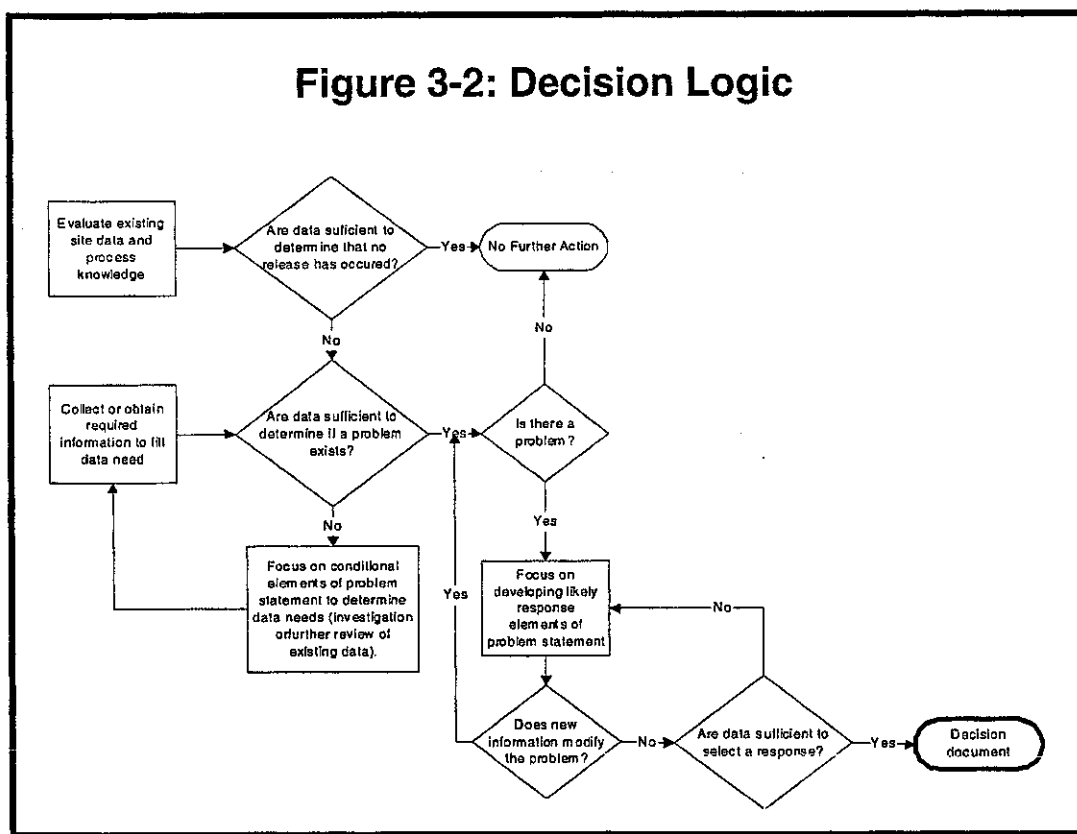 Figure 3-2: Decision Logic
Evaluate existing
site data and
process
knowledge
Are data suficient to
determine that no
release has occured?
Yes
No Further Action
No
No
Collect or obtain
required
information to fill
data need
Are data sufficient to
determine if a problem
exists?
Yes
Is there a
problem?
No
Yes
Focus on conditional
elements of problem
statement to determine
data needs (investigation
orfurther review of
existing data).
Yes
Focus on
developing likely
response
elements of
problem statement
No
Does new
information modify
the problem?
No
Are data sufficient to
select a response?
Yes
Decision
document